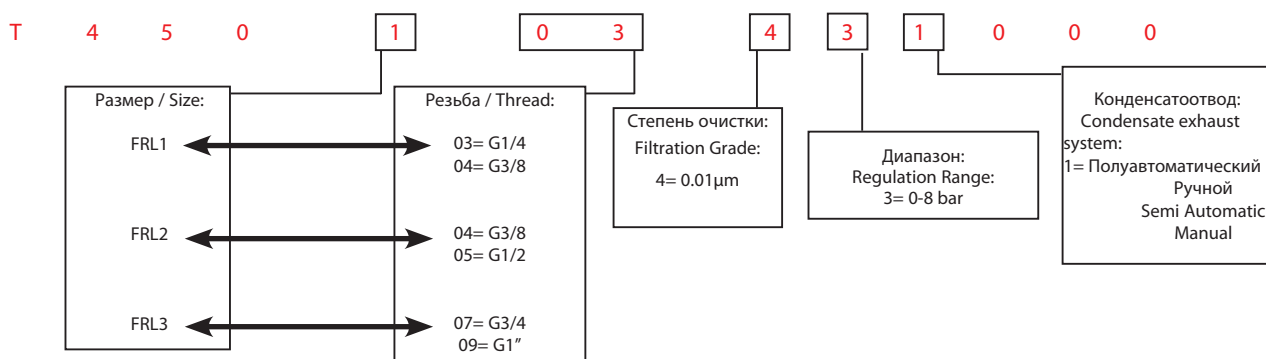 T 4 5 0 1 0 3 4 3 1 0 0 0
Размер / Size:
FRL1
FRL2
FRL3
Резьба / Thread:
03= G1/4
04= G3/8
04= G3/8
05= G1/2
07= G3/4
09= G1”
Степень очистки:
Filtration Grade:
4= 0.01µm
Диапазон:
Regulation Range:
3= 0-8 bar
Конденсатоотвод:
Condensate exhaust
system:
1= Полуавтоматический
Ручной
Semi Automatic
Manual